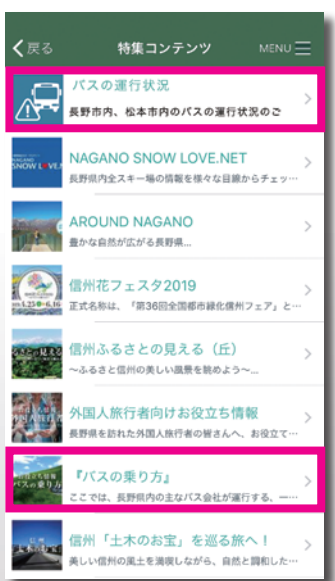 戻る 特集コンテンツ MENU
バスの運行状況
長野市内、松本市内のバスの運行状況のご
NAGANO SNOW LOVE.NET
長野県内全スキー場の情報を様々な目線からチェッ…
AROUND NAGANO
豊かな自然が広がる長野県...
信州花フェスタ2019
正式名称は、『第36回全国都市緑化信州フェア』と…
4.25 6.16
信州ふるさとの見える（丘）
～ふるさと信州の美しい風景を眺めよう～...
外国人旅行者向けお役立ち情報
長野県を訪れた外国人旅行者の皆さんへ、お役立て…
『バスの乗り方』
ここでは、長野県内の主なバス会社が運行する、一…
バスの乗り方
信州「土木のお宝」を巡る旅へ！
美しい信州の風土を満喫しながら、自然と調和した…